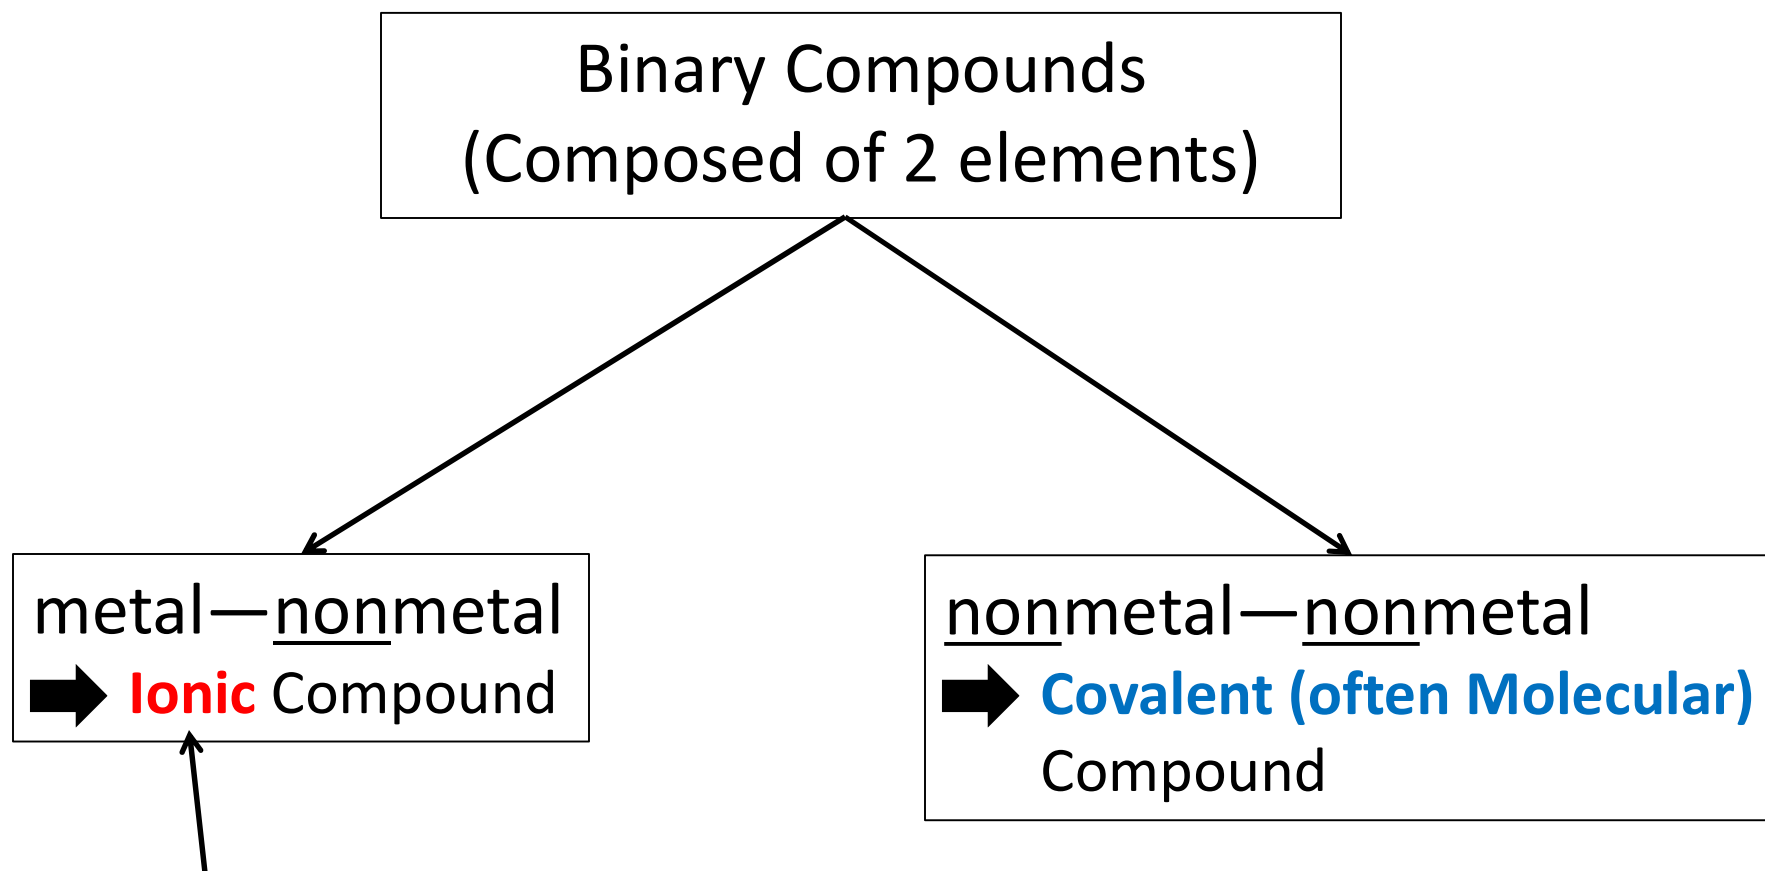 Binary Compounds
(Composed of 2 elements)
metal—nonmetal
Ionic Compound
nonmetal—nonmetal
Covalent (often Molecular)
Compound